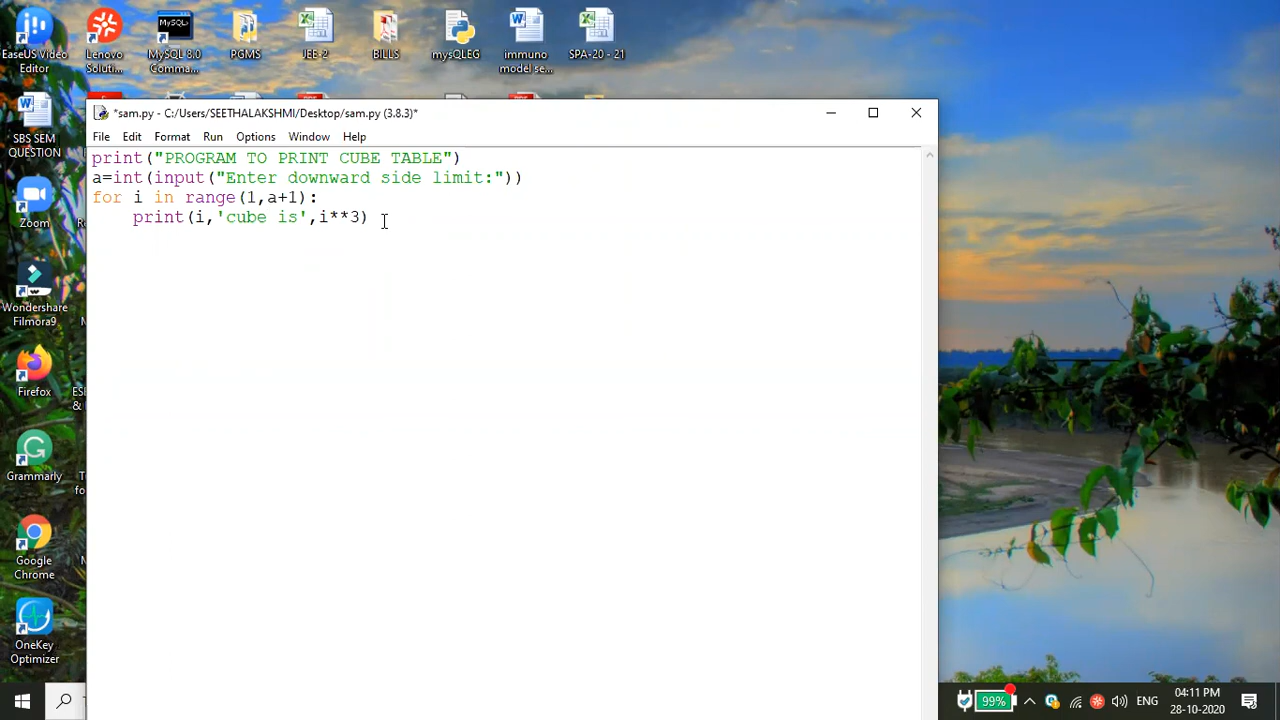 EaseUS Video Editor
Lenovo Soluti...
MySQL 8.0 Comma...
PGMS
JEE-2
BILLS
mysQLEG
immuno model se...
SPA-20 - 21
SBS SEM QUESTION
Zoom
Wondershare Filmora9
Firefox
Grammarly
Google Chrome
OneKey Optimizer
*sam.py - C:/Users/SEETHALAKSHMI/Desktop/sam.py (3.8.3)*
File Edit Format Run Options Window Help
print("PROGRAM TO PRINT CUBE TABLE")
a=int(input("Enter downward side limit:"))
for i in range(1,a+1):
    print(i,'cube is',i**3)
99%
ENG
04:11 PM
28-10-2020